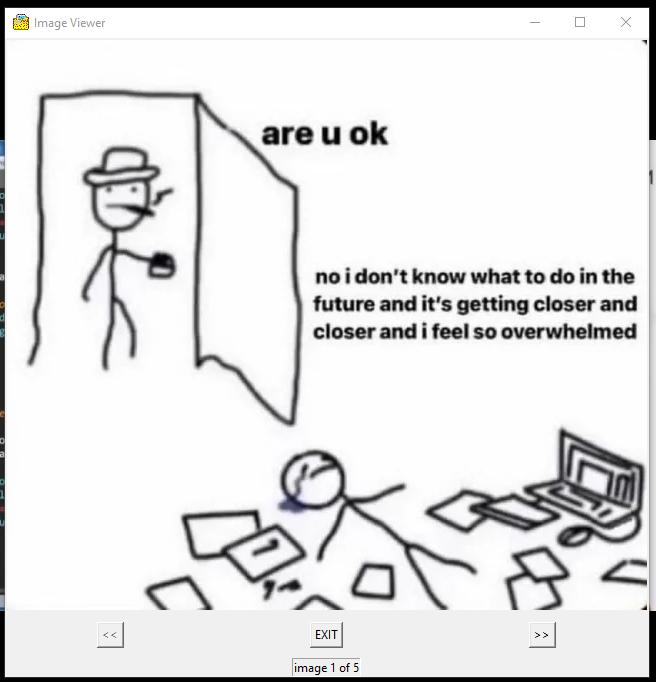 Image Viewer
are u ok
no i don't know what to do in the
future and it's getting closer and
closer and i feel so overwhelmed
<<
EXIT
>>
image 1 of 5